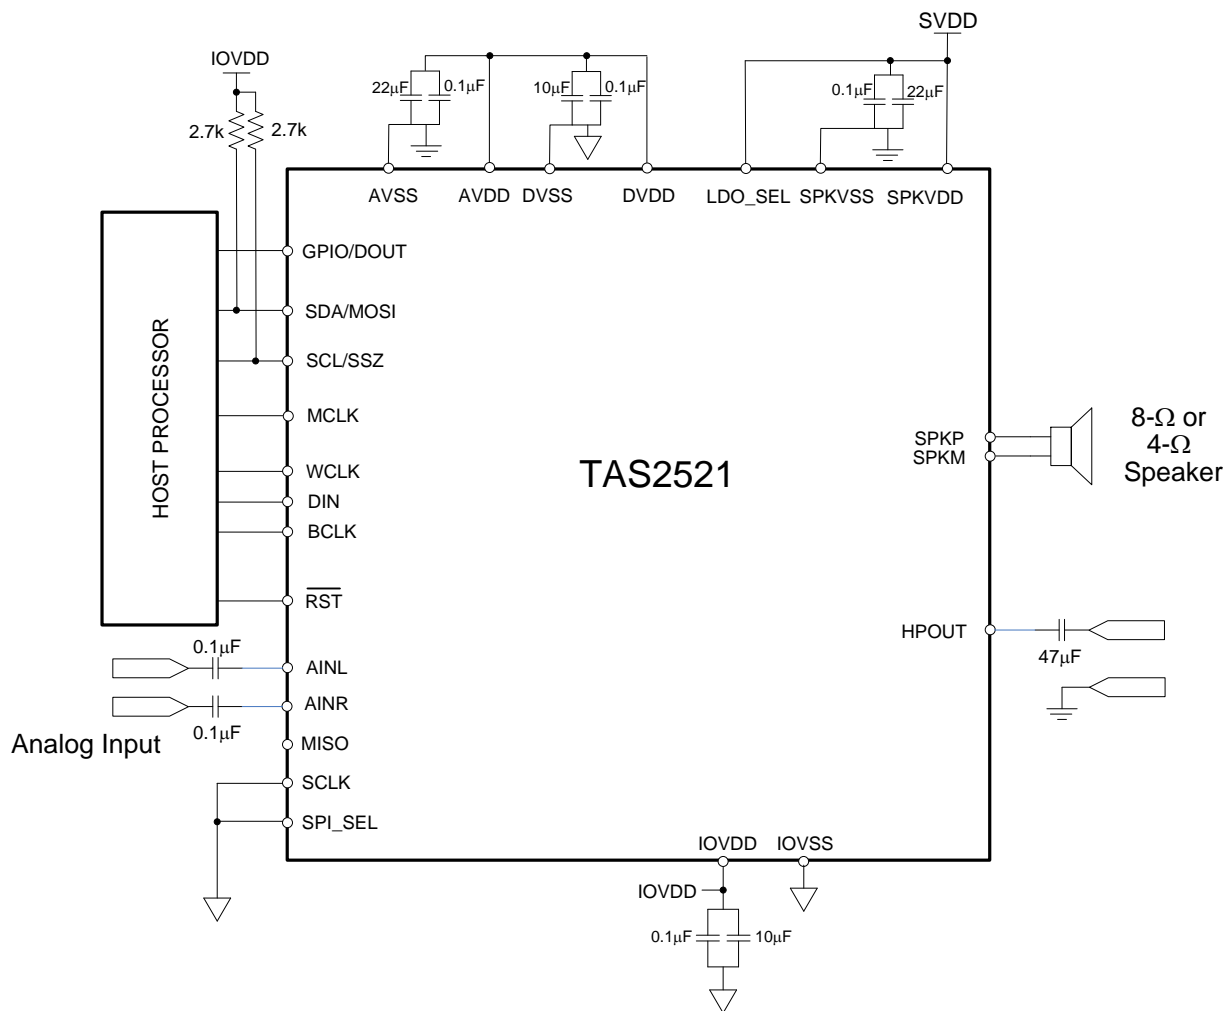 SVDD
IOVDD
22μF
0.1μF
10μF
0.1μF
0.1μF
22μF
2.7k
2.7k
AVSS
AVDD
DVSS
DVDD
LDO_SEL
SPKVSS
SPKVDD
HOST PROCESSOR
GPIO/DOUT
SDA/MOSI
SCL/SSZ
MCLK
WCLK
DIN
BCLK
RST
TAS2521
SPKP
SPKM
8-Ω or
4-Ω
Speaker
HPOUT
47μF
0.1μF
AINL
AINR
0.1μF
Analog Input
MISO
SCLK
SPI_SEL
IOVDD
IOVSS
IOVDD
0.1μF
10μF